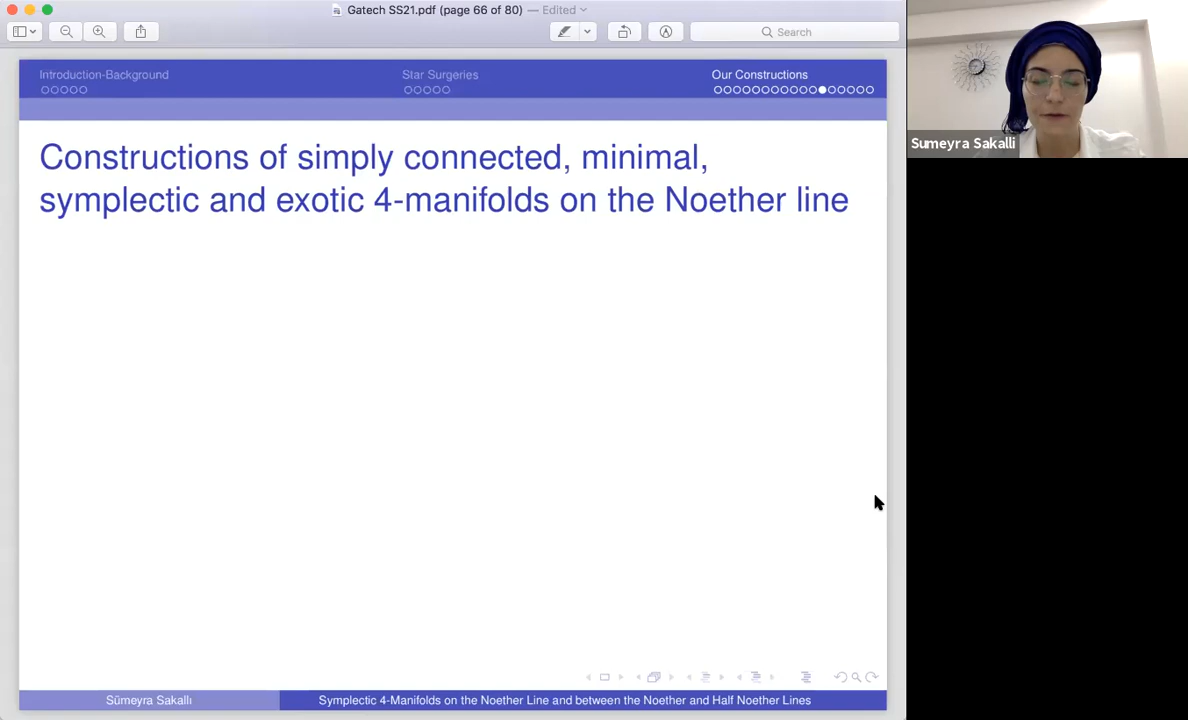 Gatech SS21.pdf (page 66 of 80) — Edited
Search
Introduction-Background
Star Surgeries
Our Constructions
Constructions of simply connected, minimal,
symplectic and exotic 4-manifolds on the Noether line
Sümeyra Sakallı
Symplectic 4-Manifolds on the Noether Line and between the Noether and Half Noether Lines
Sumeyra Sakalli